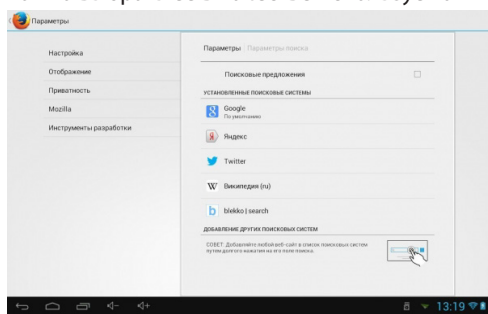 Параметры
Настройка
Отображение
Приватность
Mozilla
Инструменты разработки
Параметры Параметры поиска
Поисковые предложения
УСТАНОВЛЕННЫЕ ПОИСКОВЫЕ СИСТЕМЫ
Google
По умолчанию
Яндекс
Twitter
Википедия (ru)
blekko | search
ДОБАВЛЕНИЕ ДРУГИХ ПОИСКОВЫХ СИСТЕМ
СОВЕТ: Добавляйте любой веб-сайт в список поисковых систем
путем долгого нажатия на его поле поиска.
13:19